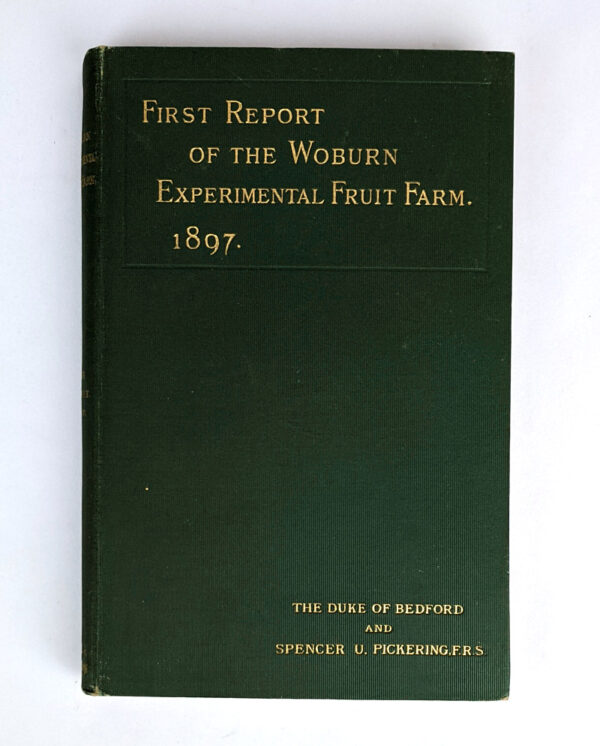 First Report
of the Woburn
Experimental Fruit Farm.
1897.
THE DUKE OF BEDFORD
AND
SPENCER U. PICKERING, F.R.S.